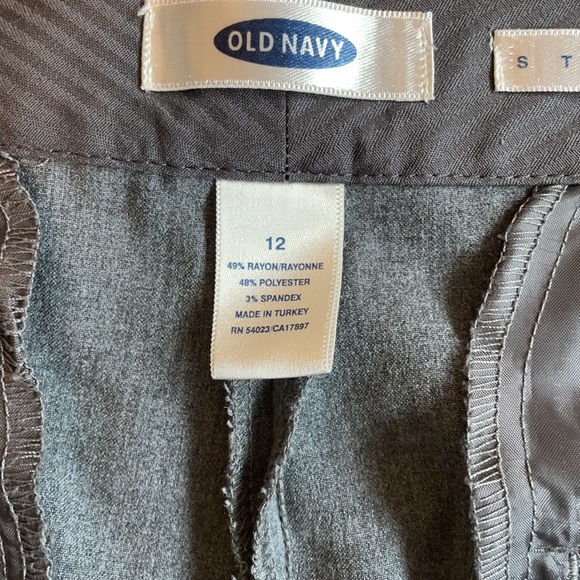 OLD NAVY
S T
12
49% RAYON/RAYONNE
48% POLYESTER
3% SPANDEX
MADE IN TURKEY
RN 54023/CA17897